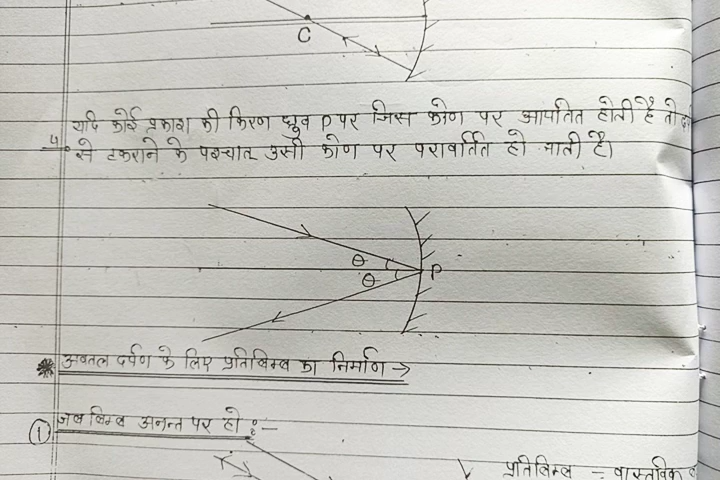 C
4. यदि कोई प्रकाश की किरण ध्रुव P पर जिस कोण पर आपतित होती है तो
से टकराने के पश्चात उसी कोण पर परावर्तित हो जाती है।
θ
θ
P
* अवतल दर्पण के लिए प्रतिबिम्ब का निर्माण →
① जब बिम्ब अनन्त पर हो :-
प्रतिबिम्ब - वास्तविक